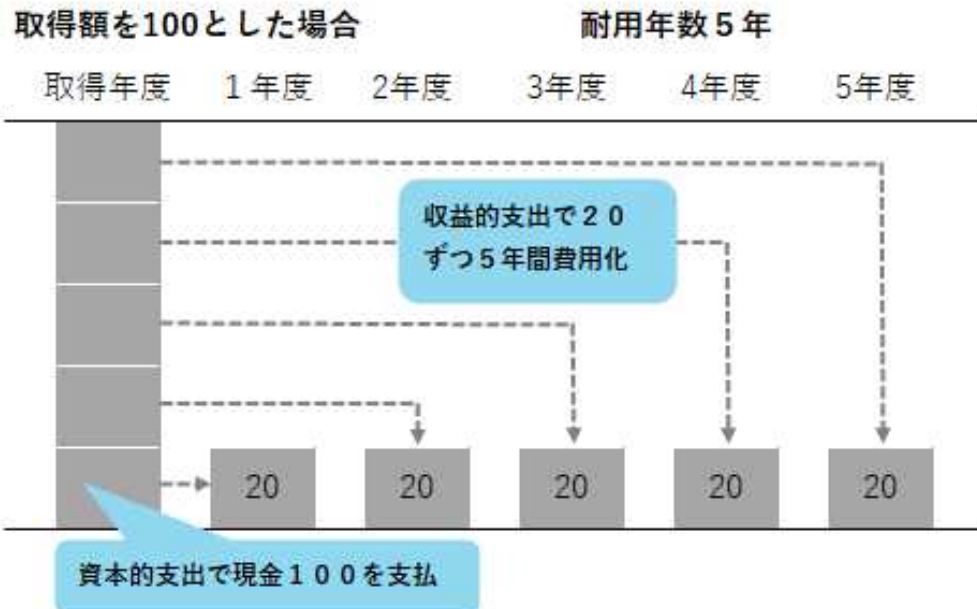 取得額を100とした場合 耐用年数５年
取得年度 １年度 2年度 3年度 4年度 5年度
収益的支出で２０
ずつ５年間費用化
20 20 20 20 20
資本的支出で現金１００を支払